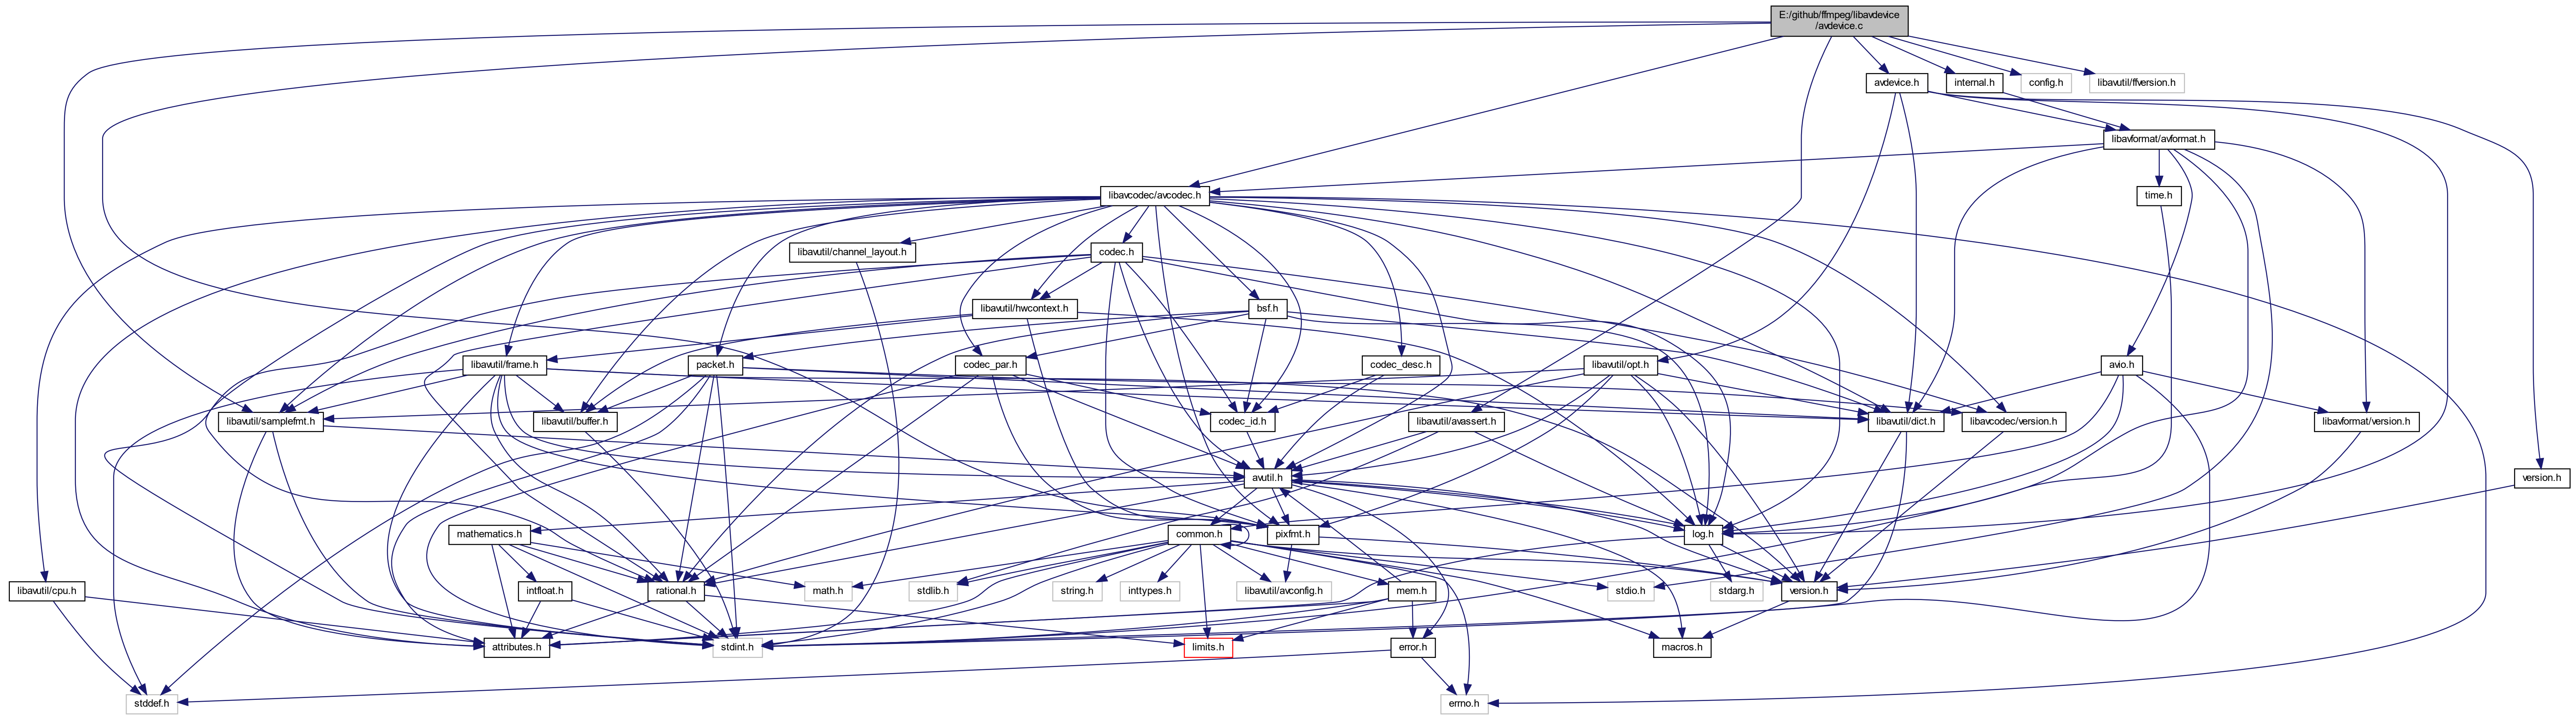 E:/github/ffmpeg/libavdevice
/avdevice.c
avdevice.h
internal.h
config.h
libavutil/ffversion.h
libavformat/avformat.h
libavcodec/avcodec.h
time.h
libavutil/channel_layout.h
codec.h
libavutil/hwcontext.h
bsf.h
libavutil/frame.h
packet.h
codec_par.h
codec_desc.h
libavutil/opt.h
avio.h
libavutil/samplefmt.h
libavutil/buffer.h
codec_id.h
libavutil/avassert.h
libavutil/dict.h
libavcodec/version.h
libavformat/version.h
avutil.h
version.h
mathematics.h
common.h
pixfmt.h
log.h
libavutil/cpu.h
intfloat.h
rational.h
math.h
stdlib.h
string.h
inttypes.h
libavutil/avconfig.h
mem.h
stdio.h
stdarg.h
version.h
attributes.h
stdint.h
limits.h
error.h
macros.h
stddef.h
errno.h